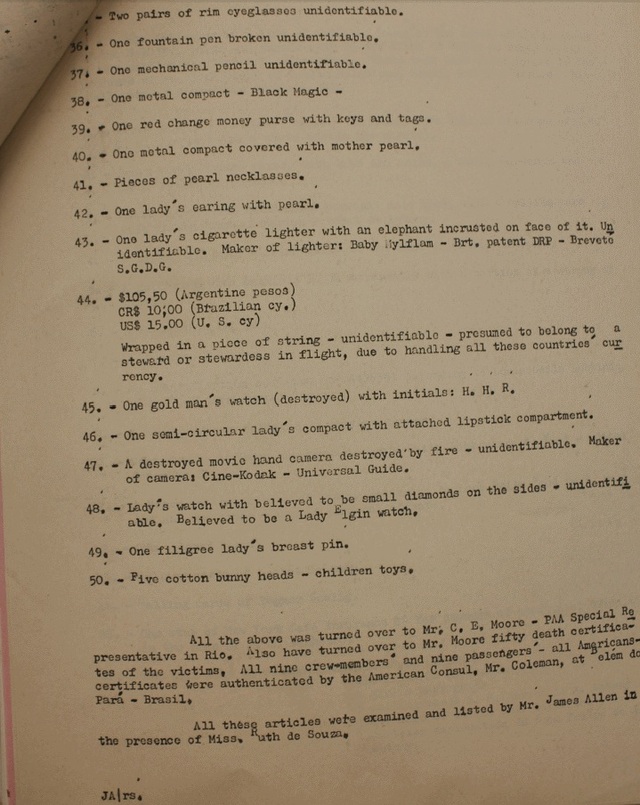 - Two pairs of rim eyeglasses unidentifiable.
36. - One fountain pen broken unidentifiable.
37. - One mechanical pencil unidentifiable.
38. - One metal compact - Black Magic -
39. - One red change money purse with keys and tags.
40. - One metal compact covered with mother pearl.
41. - Pieces of pearl necklasses.
42. - One lady's earing with pearl.
43. - One lady's cigarette lighter with an elephant incrusted on face of it. Un
identifiable. Maker of lighter: Baby Mylflam - Brt. patent DRP - Breveté
S.G.D.G.
44. - $105,50 (Argentine pesos)
CR$ 10,00 (Brazilian cy.)
US$ 15.00 (U. S. cy)
Wrapped in a piece of string - unidentifiable - presumed to belong to a
steward or stewardess in flight, due to handling all these countries' cur
rency.
45. - One gold man's watch (destroyed) with initials: H. H. R.
46. - One semi-circular lady's compact with attached lipstick compartment.
47. - A destroyed movie hand camera destroyed by fire - unidentifiable. Maker
of camera: Cine-Kodak - Universal Guide.
48. - Lady's watch with believed to be small diamonds on the sides - unidentifi
able. Believed to be a Lady Elgin watch.
49. - One filigree lady's breast pin.
50. - Five cotton bunny heads - children toys.
All the above was turned over to Mr. C. E. Moore - PAA Special Re
presentative in Rio. Also have turned over to Mr. Moore fifty death certifica-
tes of the victims. All nine crew-members' and nine passengers' - all Americans-
certificates were authenticated by the American Consul, Mr. Coleman, at Belem do
Pará - Brasil.
All these articles were examined and listed by Mr. James Allen in
the presence of Miss. Ruth de Souza.
JA/rs.